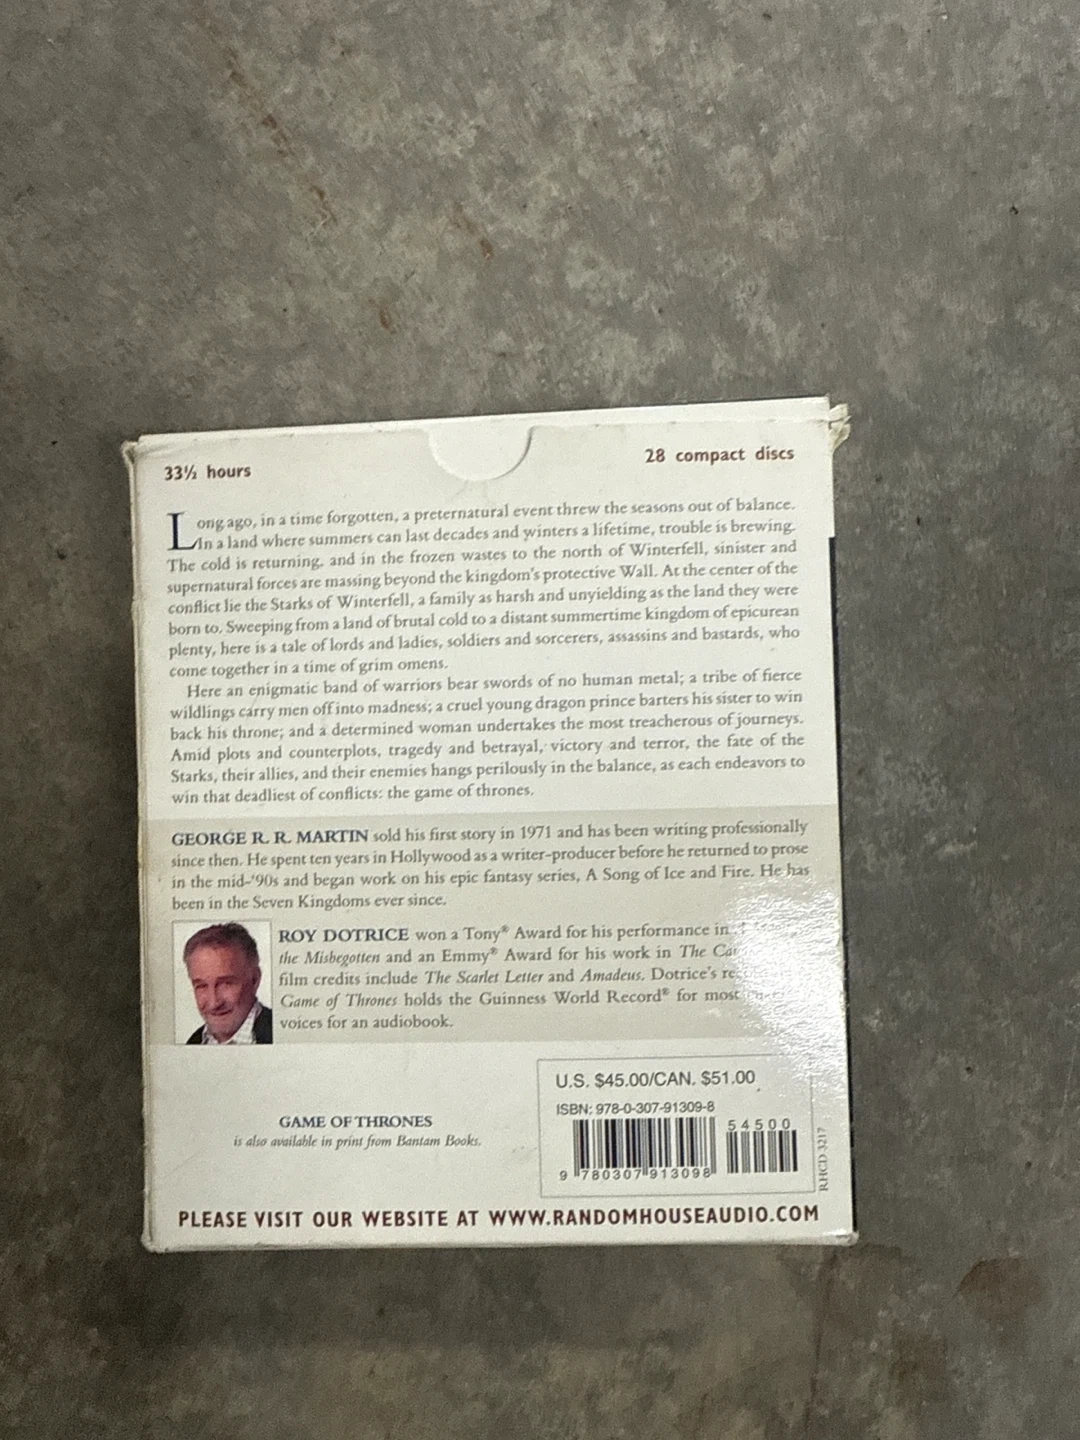 33½ hours
28 compact discs
Long ago, in a time forgotten, a preternatural event threw the seasons out of balance.
In a land where summers can last decades and winters a lifetime, trouble is brewing.
The cold is returning, and in the frozen wastes to the north of Winterfell, sinister and
supernatural forces are massing beyond the kingdom's protective Wall. At the center of the
conflict lie the Starks of Winterfell, a family as harsh and unyielding as the land they were
born to. Sweeping from a land of brutal cold to a distant summertime kingdom of epicurean
plenty, here is a tale of lords and ladies, soldiers and sorcerers, assassins and bastards, who
come together in a time of grim omens.
Here an enigmatic band of warriors bear swords of no human metal; a tribe of fierce
wildlings carry men off into madness; a cruel young dragon prince barters his sister to win
back his throne; and a determined woman undertakes the most treacherous of journeys.
Amid plots and counterplots, tragedy and betrayal, victory and terror, the fate of the
Starks, their allies, and their enemies hangs perilously in the balance, as each endeavors to
win that deadliest of conflicts: the game of thrones.
GEORGE R. R. MARTIN sold his first story in 1971 and has been writing professionally
since then. He spent ten years in Hollywood as a writer-producer before he returned to prose
in the mid-'90s and began work on his epic fantasy series, A Song of Ice and Fire. He has
been in the Seven Kingdoms ever since.
ROY DOTRICE won a Tony® Award for his performance in
the Misbegotten and an Emmy® Award for his work in The
film credits include The Scarlet Letter and Amadeus. Dotrice's
Game of Thrones holds the Guinness World Record® for most
voices for an audiobook.
U.S. $45.00/CAN. $51.00
ISBN: 978-0-307-91309-8
54500
9 780307 913098
RHCD 3217
GAME OF THRONES
is also available in print from Bantam Books.
PLEASE VISIT OUR WEBSITE AT WWW.RANDOMHOUSEAUDIO.COM